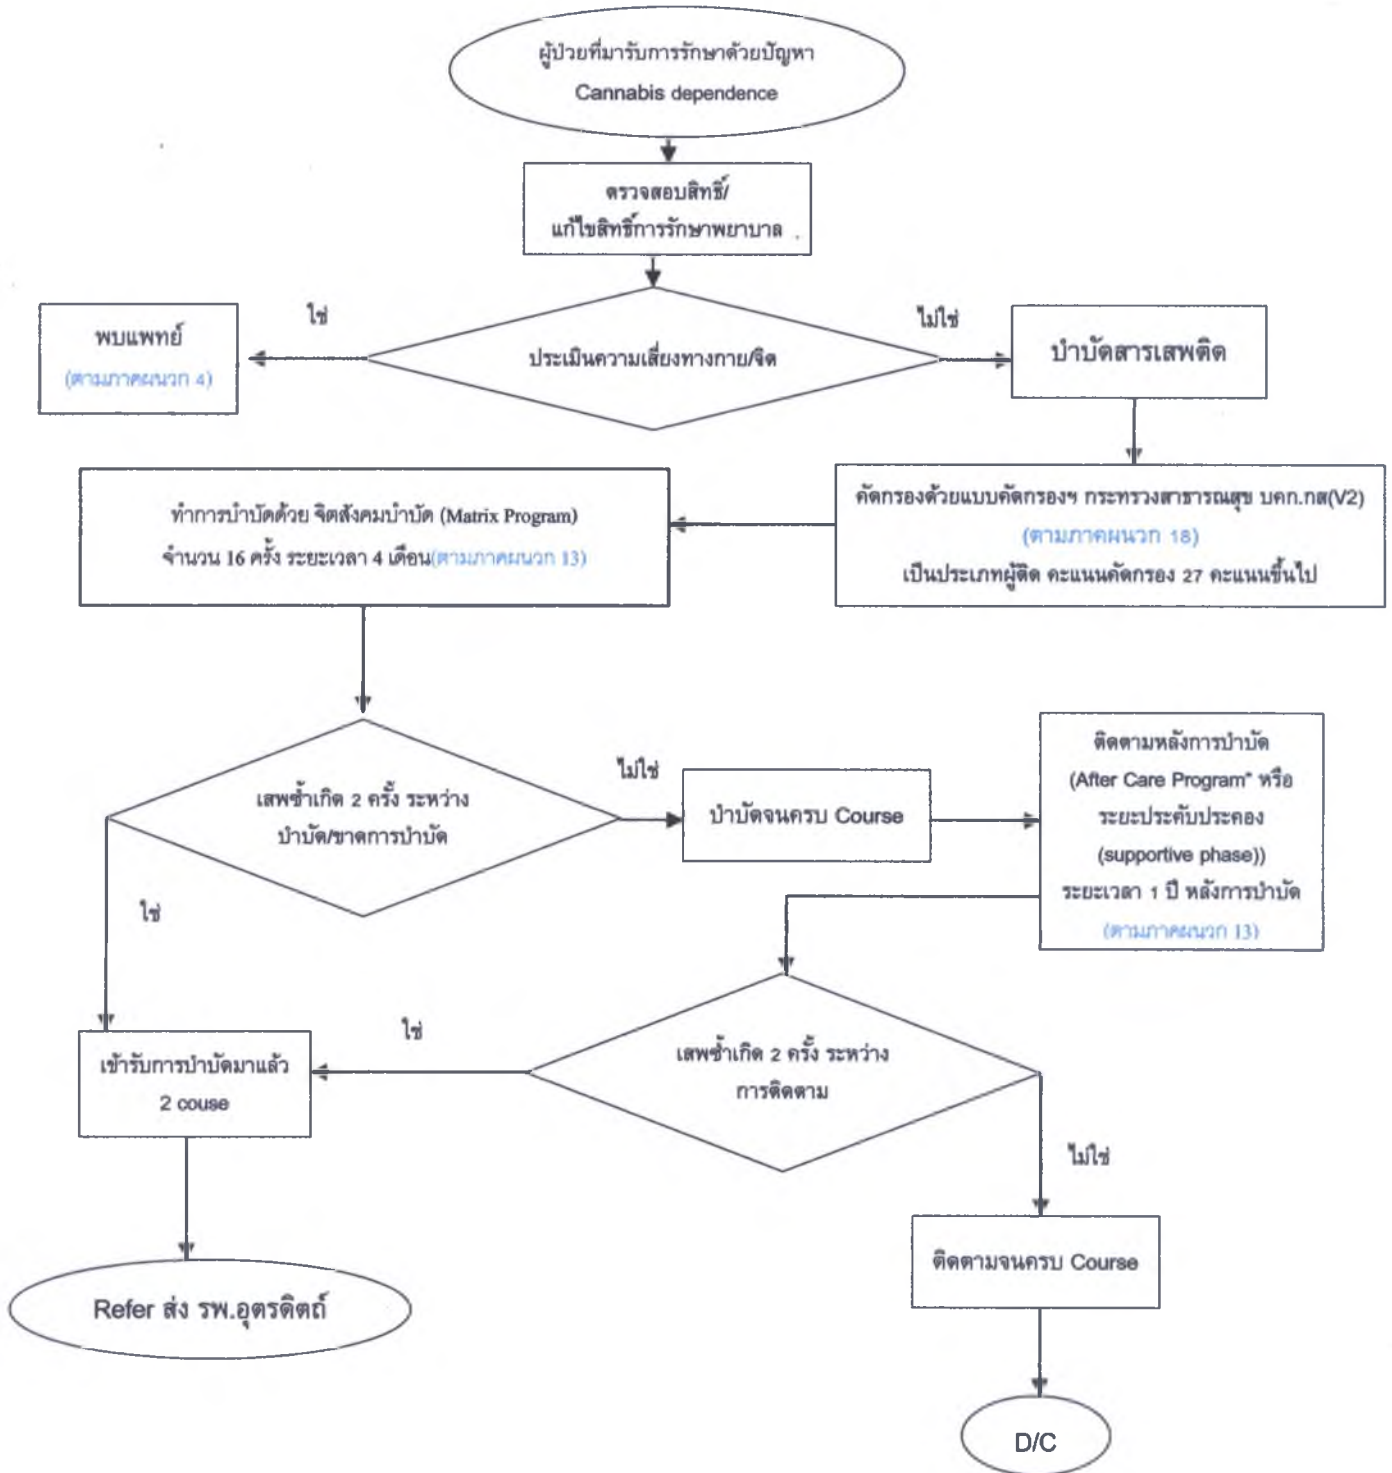 ผู้ป่วยที่มารับการรักษาด้วยปัญหา
Cannabis dependence
ตรวจสอบสิทธิ์/
แก้ไขสิทธิ์การรักษาพยาบาล
ใช่
ไม่ใช่
พบแพทย์
(ตามภาคผนวก 4)
ประเมินความเสี่ยงทางกาย/จิต
บำบัดสารเสพติด
ทำการบำบัดด้วย จิตสังคมบำบัด (Matrix Program)
จำนวน 16 ครั้ง ระยะเวลา 4 เดือน(ตามภาคผนวก 13)
คัดกรองด้วยแบบคัดกรองฯ กระทรวงสาธารณสุข บคก.กส(V2)
(ตามภาคผนวก 18)
เป็นประเภทผู้ติด คะแนนคัดกรอง 27 คะแนนขึ้นไป
เสพซ้ำเกิด 2 ครั้ง ระหว่าง
บำบัด/ขาดการบำบัด
ไม่ใช่
บำบัดจนครบ Course
ติดตามหลังการบำบัด
(After Care Program" หรือ
ระยะประคับประคอง
(supportive phase))
ระยะเวลา 1 ปี หลังการบำบัด
(ตามภาคผนวก 13)
ใช่
เข้ารับการบำบัดมาแล้ว
2 couse
ใช่
เสพซ้ำเกิด 2 ครั้ง ระหว่าง
การติดตาม
ไม่ใช่
Refer ส่ง รพ.อุตรดิตถ์
ติดตามจนครบ Course
D/C